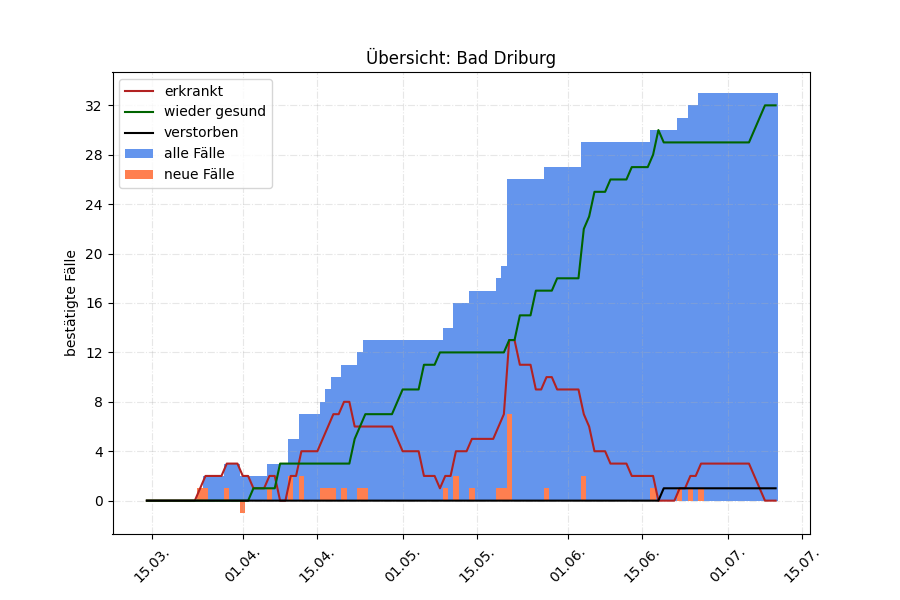 Übersicht: Bad Driburg
erkrankt
wieder gesund
verstorben
alle Fälle
neue Fälle
bestätigte Fälle
32
28
24
20
16
12
8
4
0
15.03.
01.04.
15.04.
01.05.
15.05.
01.06.
15.06.
01.07.
15.07.